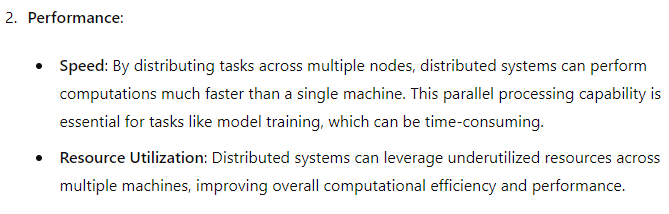 2. Performance:
• Speed: By distributing tasks across multiple nodes, distributed systems can perform
computations much faster than a single machine. This parallel processing capability is
essential for tasks like model training, which can be time-consuming.
• Resource Utilization: Distributed systems can leverage underutilized resources across
multiple machines, improving overall computational efficiency and performance.